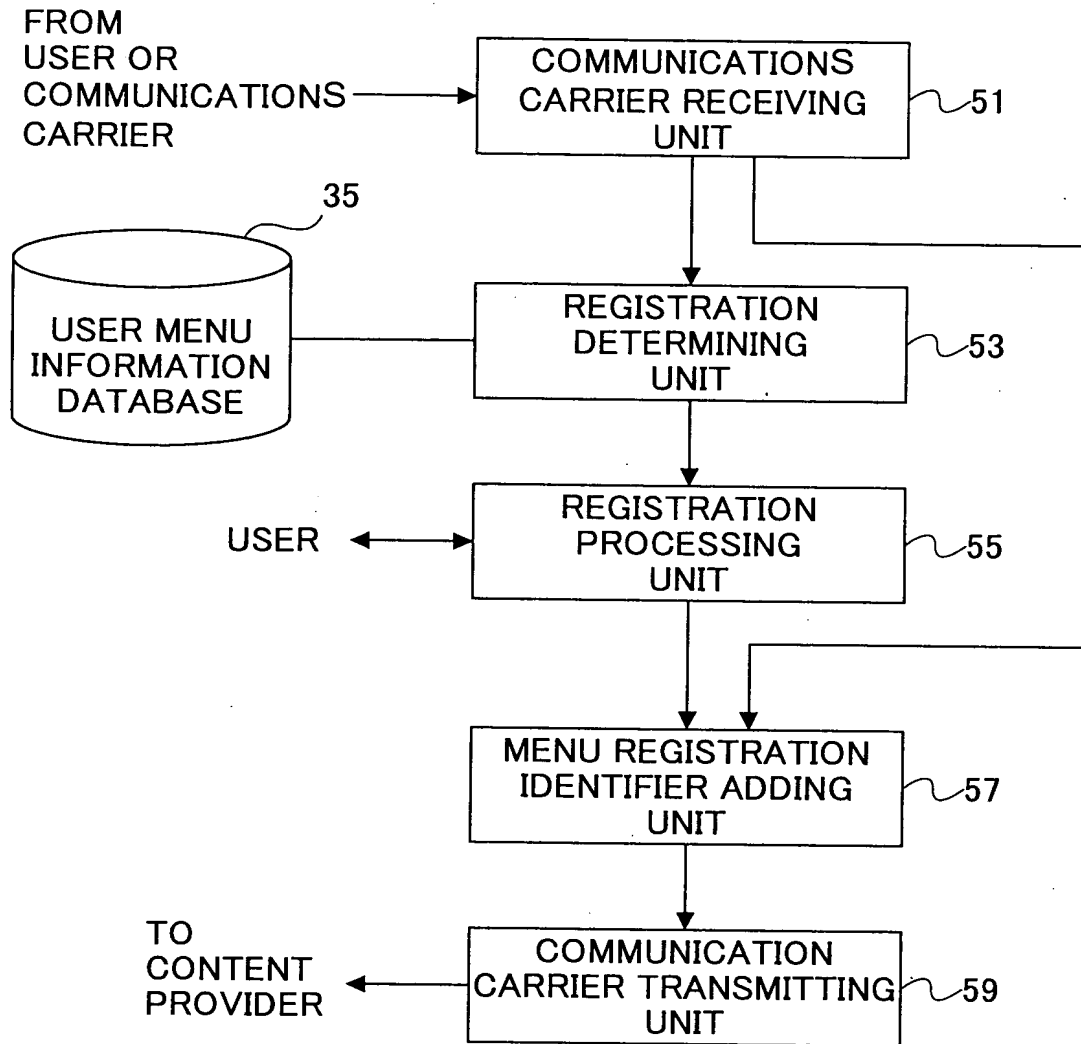 FROM
USER OR
COMMUNICATIONS
CARRIER
COMMUNICATIONS
CARRIER RECEIVING
UNIT
51
35
USER MENU
INFORMATION
DATABASE
REGISTRATION
DETERMINING
UNIT
53
USER
REGISTRATION
PROCESSING
UNIT
55
MENU REGISTRATION
IDENTIFIER ADDING
UNIT
57
TO
CONTENT
PROVIDER
COMMUNICATION
CARRIER TRANSMITTING
UNIT
59